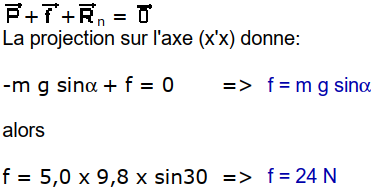 P⃗ + f⃗ + R⃗n = 0⃗
La projection sur l'axe (x'x) donne:
-m g sinα + f = 0 => f = m g sinα
alors
f = 5,0 x 9,8 x sin30 => f = 24 N